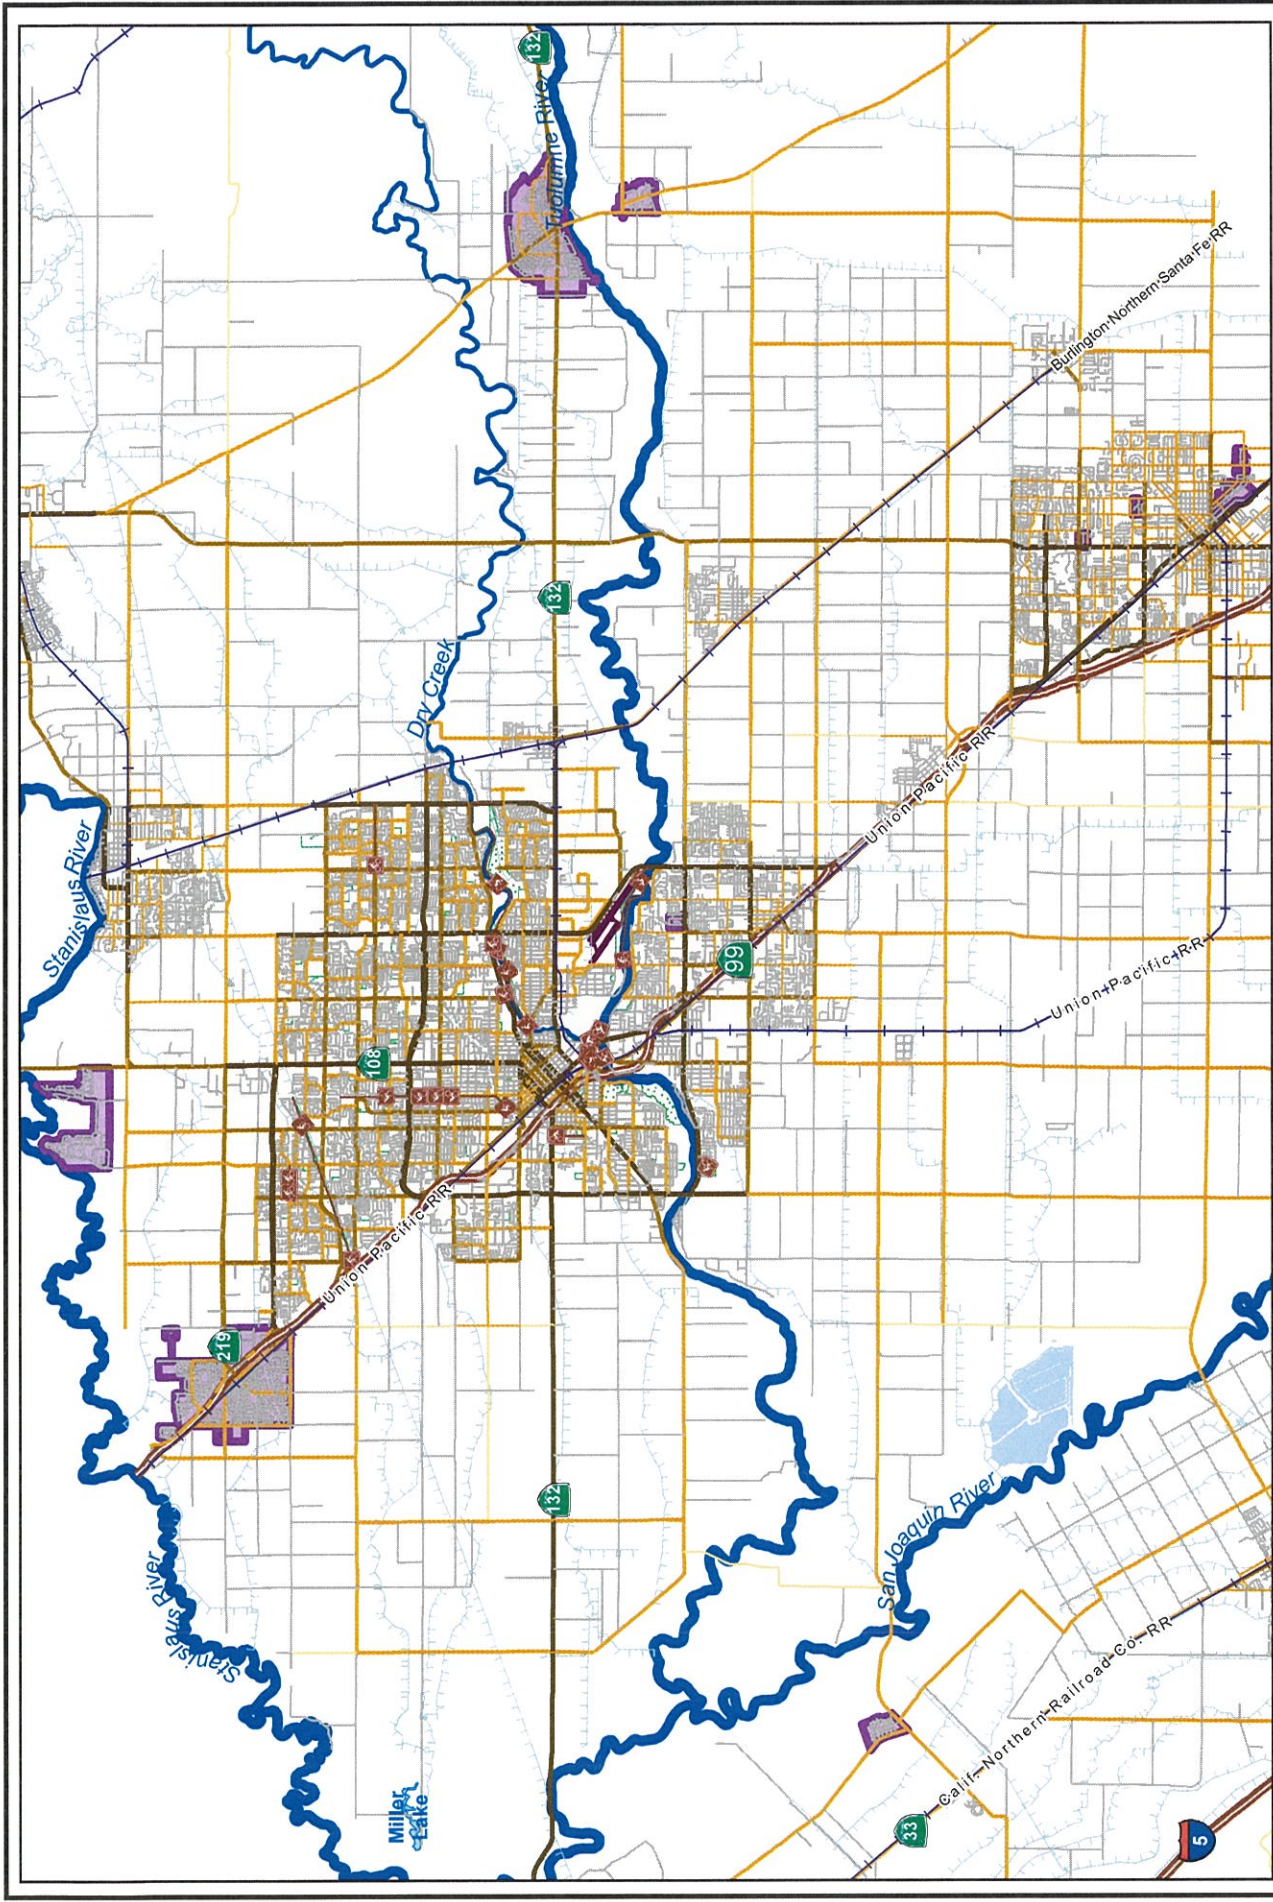 132
Tuolumne River
Burlington Northern Santa Fe RR
132
Dry Creek
Stanislaus River
Union Pacific RR
99
Union Pacific RR
108
Union Pacific RR
219
132
San Joaquin River
Stanislaus River
Miller
Lake
Calif. Northern Railroad Co. RR
33
5